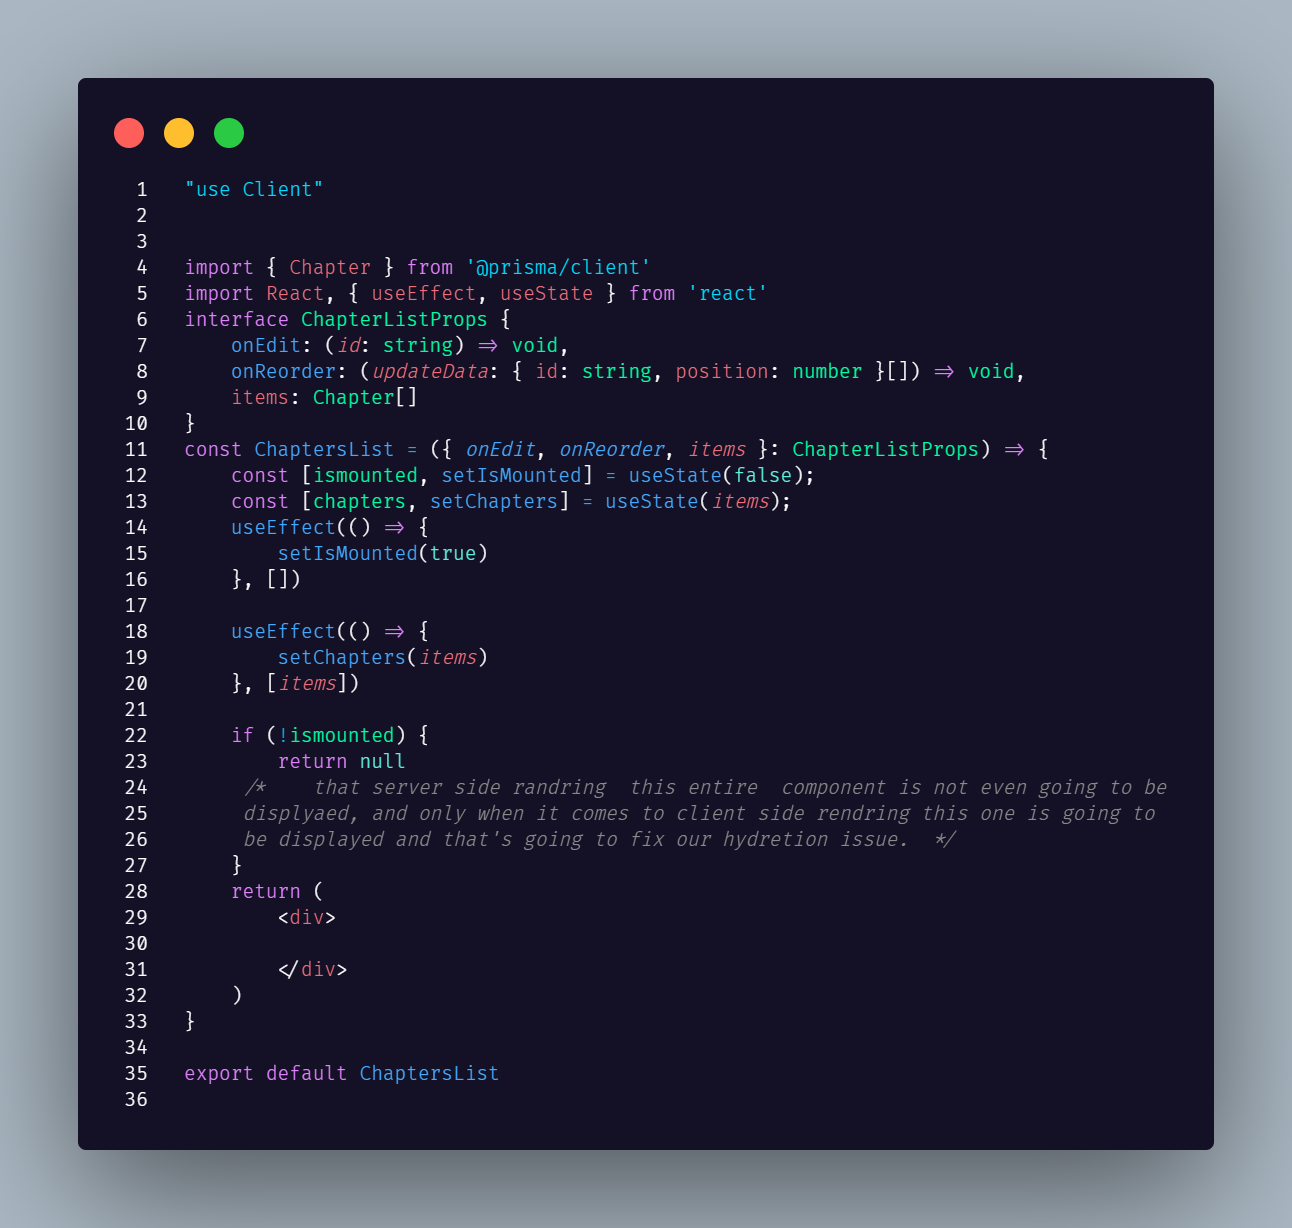 1 "use Client"
2
3
4 import { Chapter } from '@prisma/client'
5 import React, { useEffect, useState } from 'react'
6 interface ChapterListProps {
7     onEdit: (id: string) => void,
8     onReorder: (updateData: { id: string, position: number }[]) => void,
9     items: Chapter[]
10 }
11 const ChaptersList = ({ onEdit, onReorder, items }: ChapterListProps) => {
12     const [ismounted, setIsMounted] = useState(false);
13     const [chapters, setChapters] = useState(items);
14     useEffect(() => {
15         setIsMounted(true)
16     }, [])
17
18     useEffect(() => {
19         setChapters(items)
20     }, [items])
21
22     if (!ismounted) {
23         return null
24      /*    that server side randring  this entire  component is not even going to be
25      displyaed, and only when it comes to client side rendring this one is going to
26      be displayed and that's going to fix our hydretion issue.  */
27     }
28     return (
29         <div>
30
31         </div>
32     )
33 }
34
35 export default ChaptersList
36